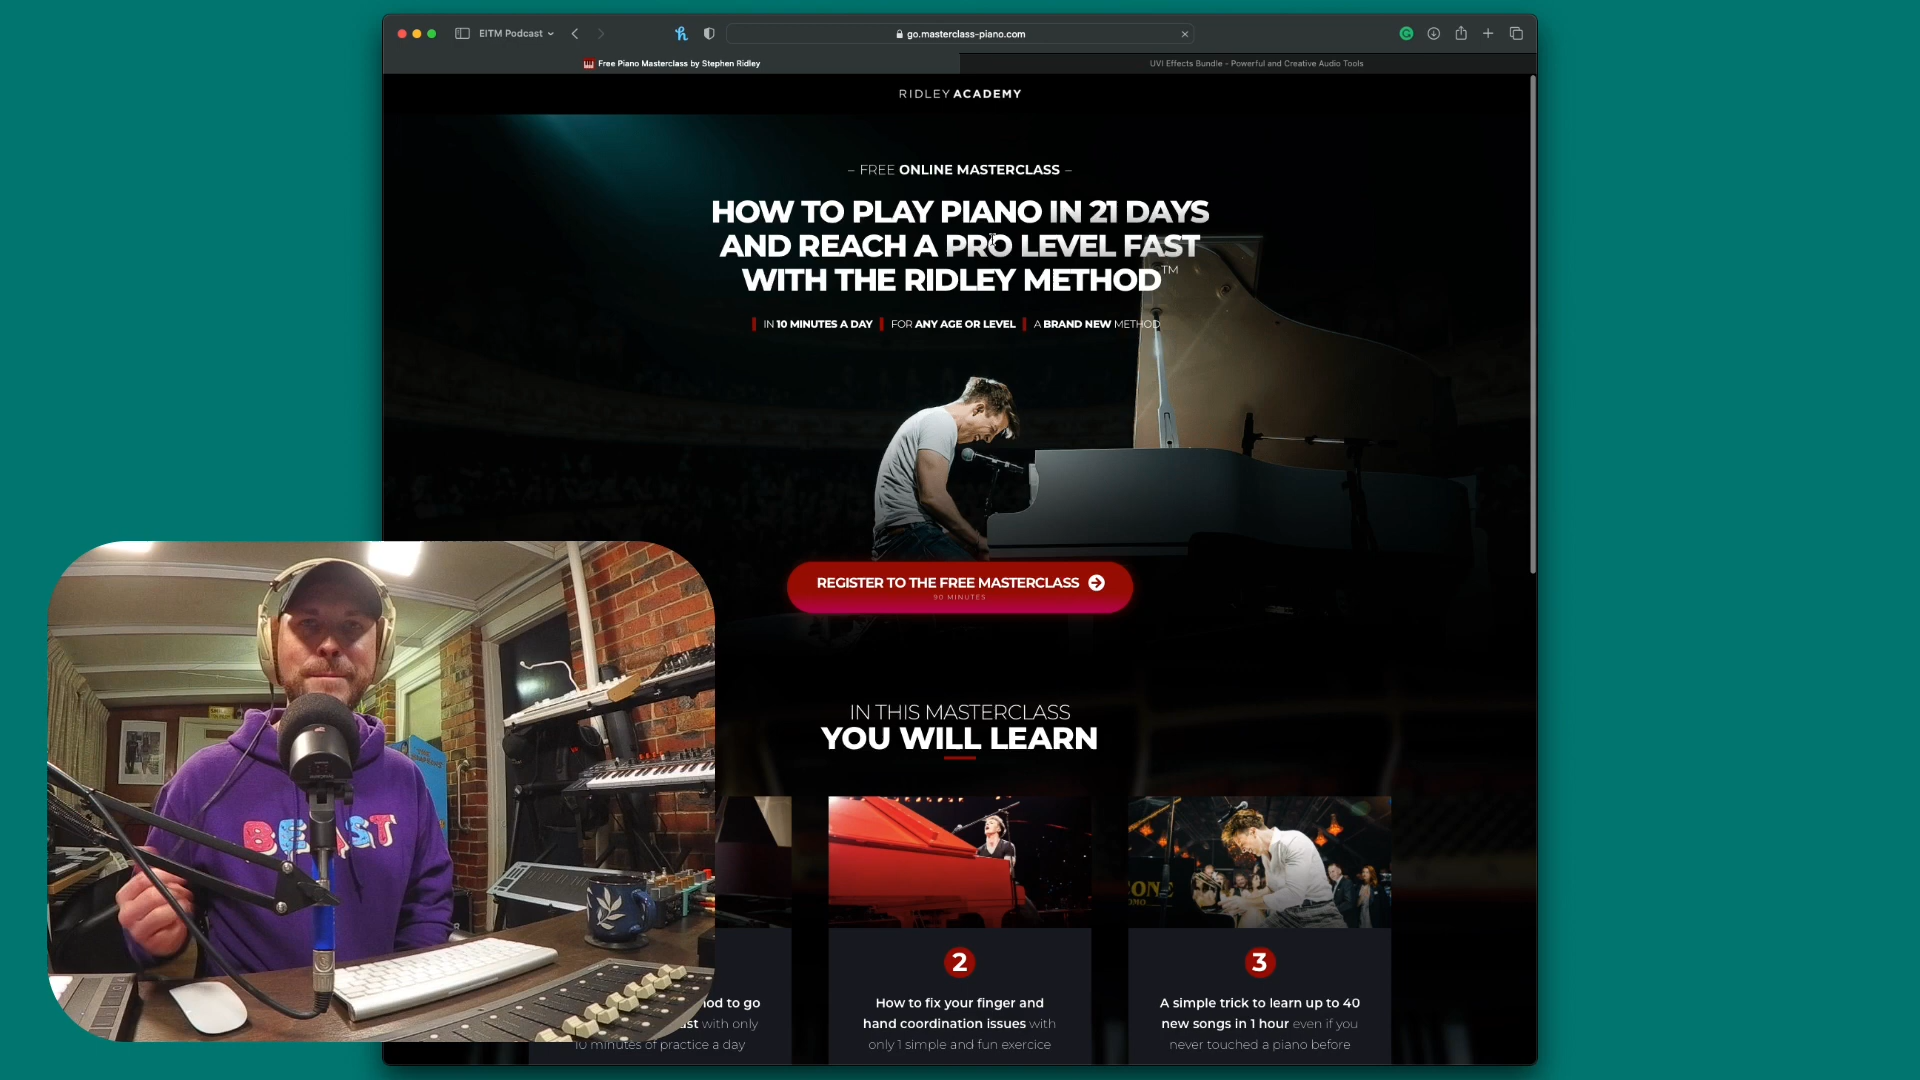 EITM Podcast
go.masterclass-piano.com
Free Piano Masterclass by Stephen Ridley
UVI Effects Bundle - Powerful and Creative Audio Tools
RIDLEY ACADEMY
– FREE ONLINE MASTERCLASS –
HOW TO PLAY PIANO IN 21 DAYS
AND REACH A PRO LEVEL FAST
WITH THE RIDLEY METHOD™
IN 10 MINUTES A DAY
FOR ANY AGE OR LEVEL
A BRAND NEW METHOD
REGISTER TO THE FREE MASTERCLASS
90 MINUTES
IN THIS MASTERCLASS
YOU WILL LEARN
BEAST
2
3
to go
with only
10 minutes of practice a day
How to fix your finger and
hand coordination issues with
only 1 simple and fun exercice
A simple trick to learn up to 40
new songs in 1 hour even if you
never touched a piano before